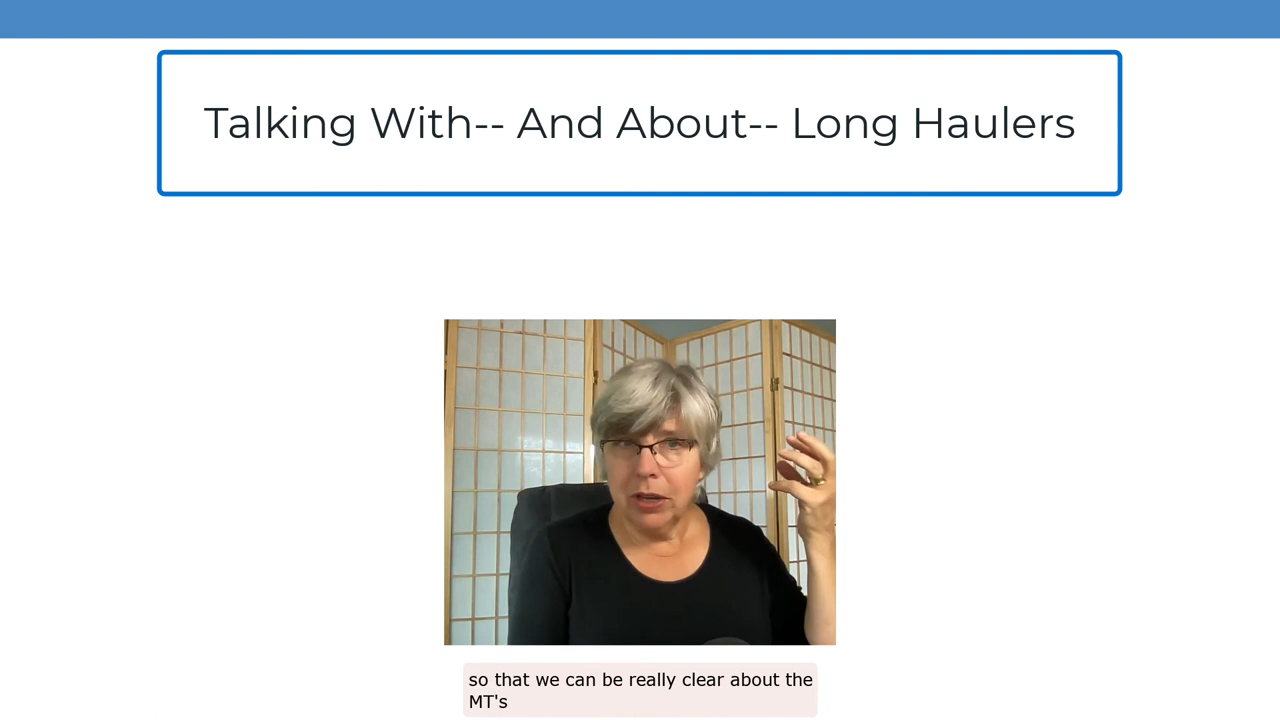 Talking With-- And About-- Long Haulers
so that we can be really clear about the
MT's